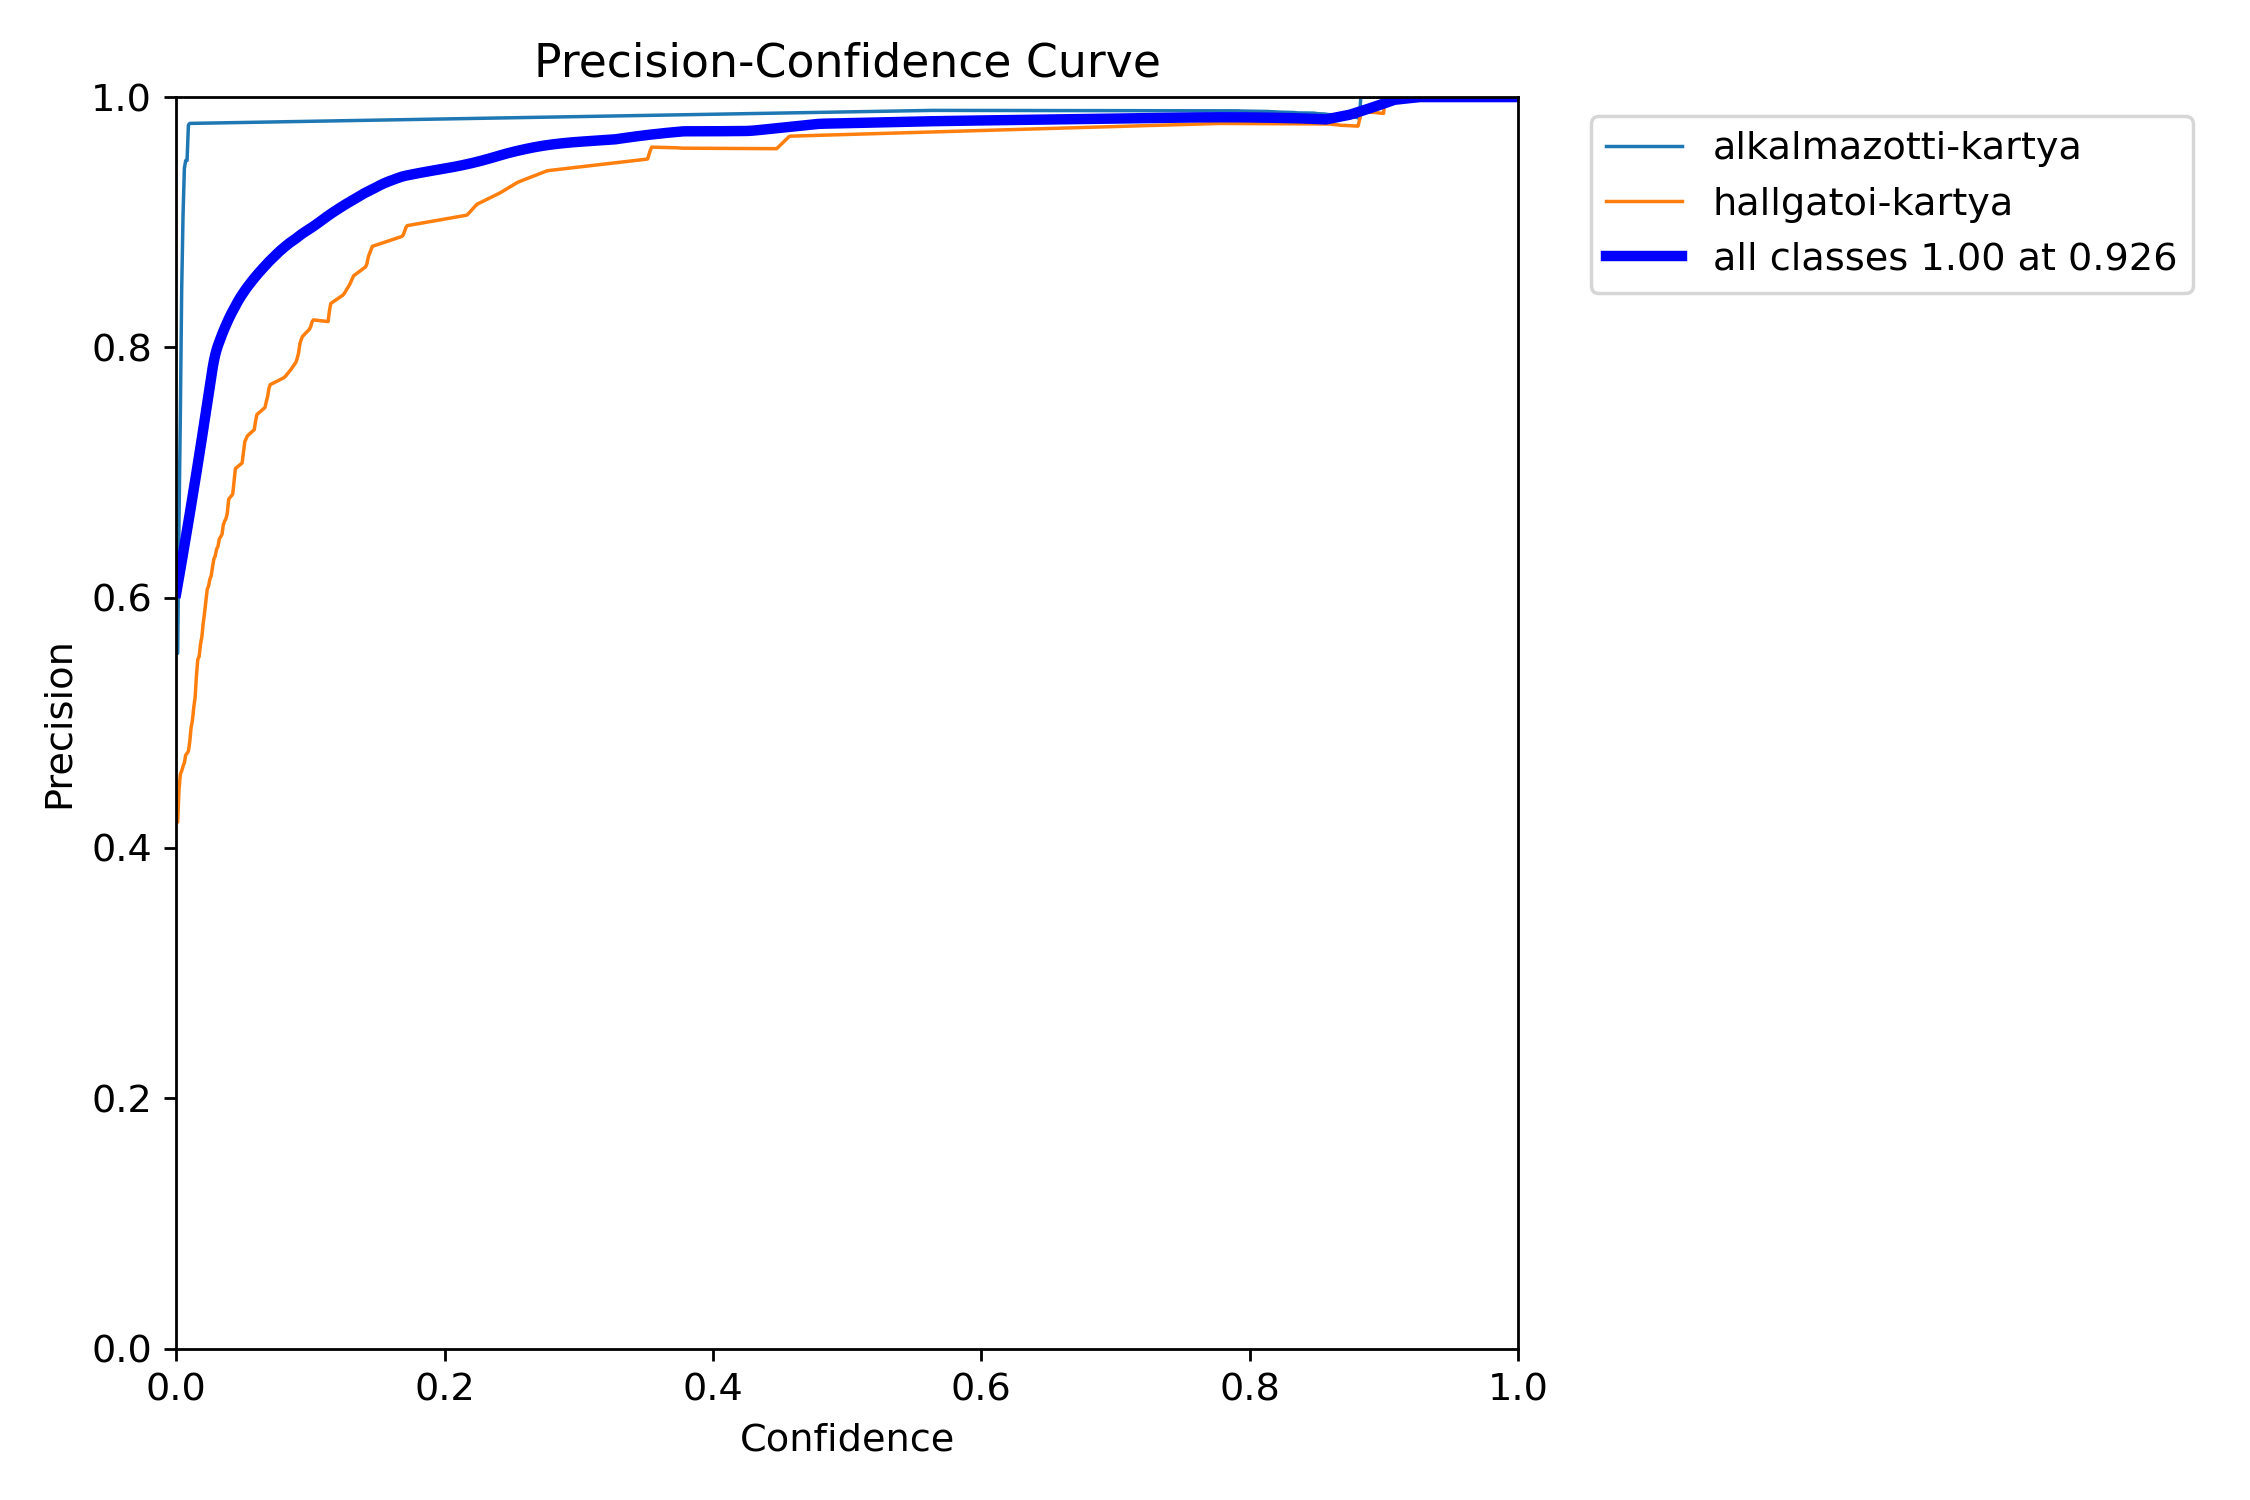 Precision-Confidence Curve
1.0
0.8
0.6
0.4
0.2
0.0
Precision
0.0 0.2 0.4 0.6 0.8 1.0
Confidence
alkalmazotti-kartya
hallgatoi-kartya
all classes 1.00 at 0.926